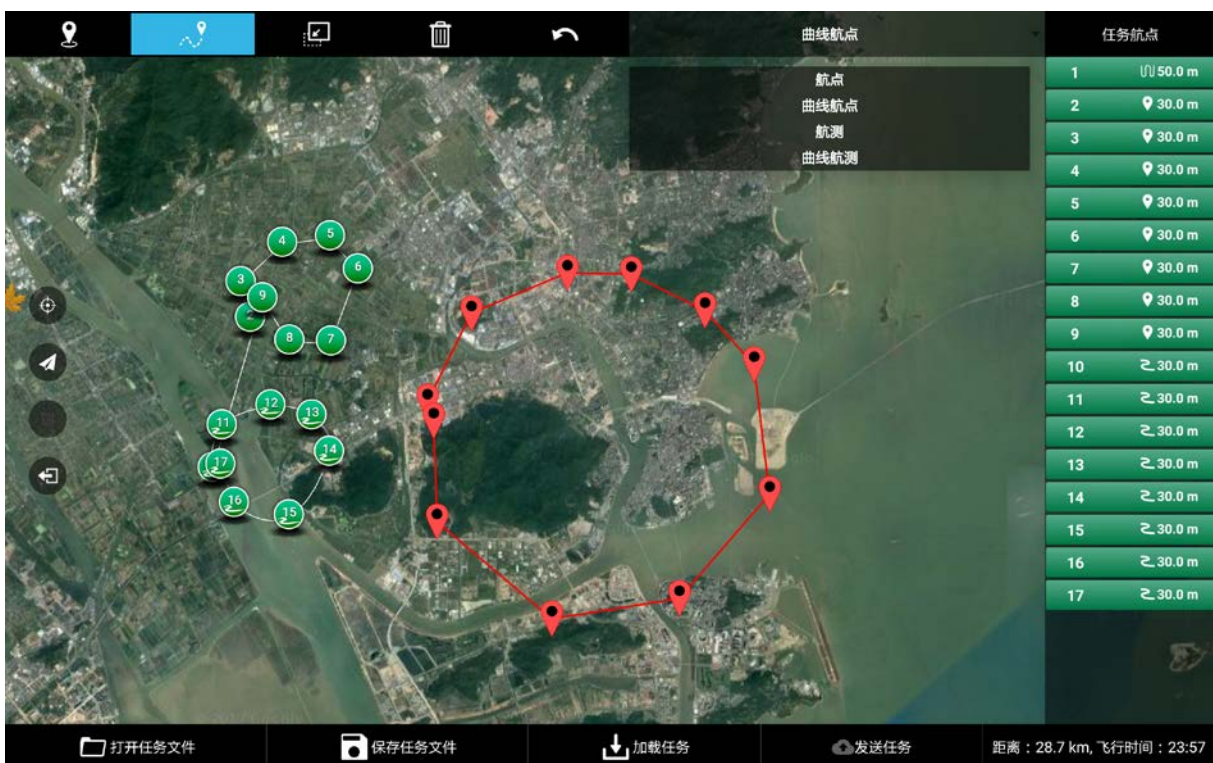 曲线航点
任务航点
航点
曲线航点
航测
曲线航测
1 50.0 m
2 30.0 m
3 30.0 m
4 30.0 m
5 30.0 m
6 30.0 m
7 30.0 m
8 30.0 m
9 30.0 m
10 30.0 m
11 30.0 m
12 30.0 m
13 30.0 m
14 30.0 m
15 30.0 m
16 30.0 m
17 30.0 m
5
4
6
3
9
2
8
7
12
13
11
14
17
16
15
打开任务文件
保存任务文件
加载任务
发送任务
距离：28.7 km, 飞行时间：23:57